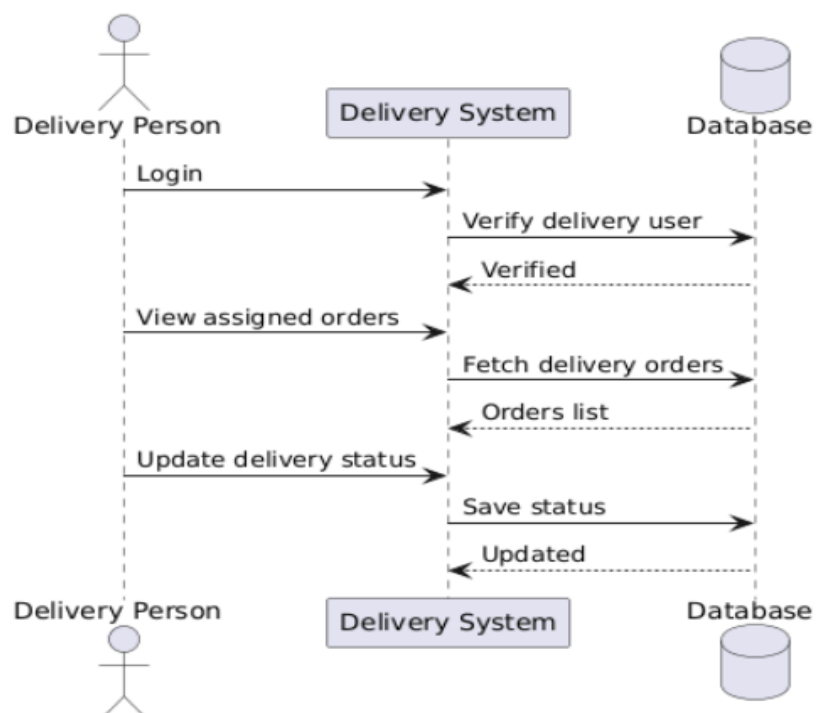 Delivery Person
Delivery System
Database
Login
Verify delivery user
Verified
View assigned orders
Fetch delivery orders
Orders list
Update delivery status
Save status
Updated
Delivery Person
Delivery System
Database